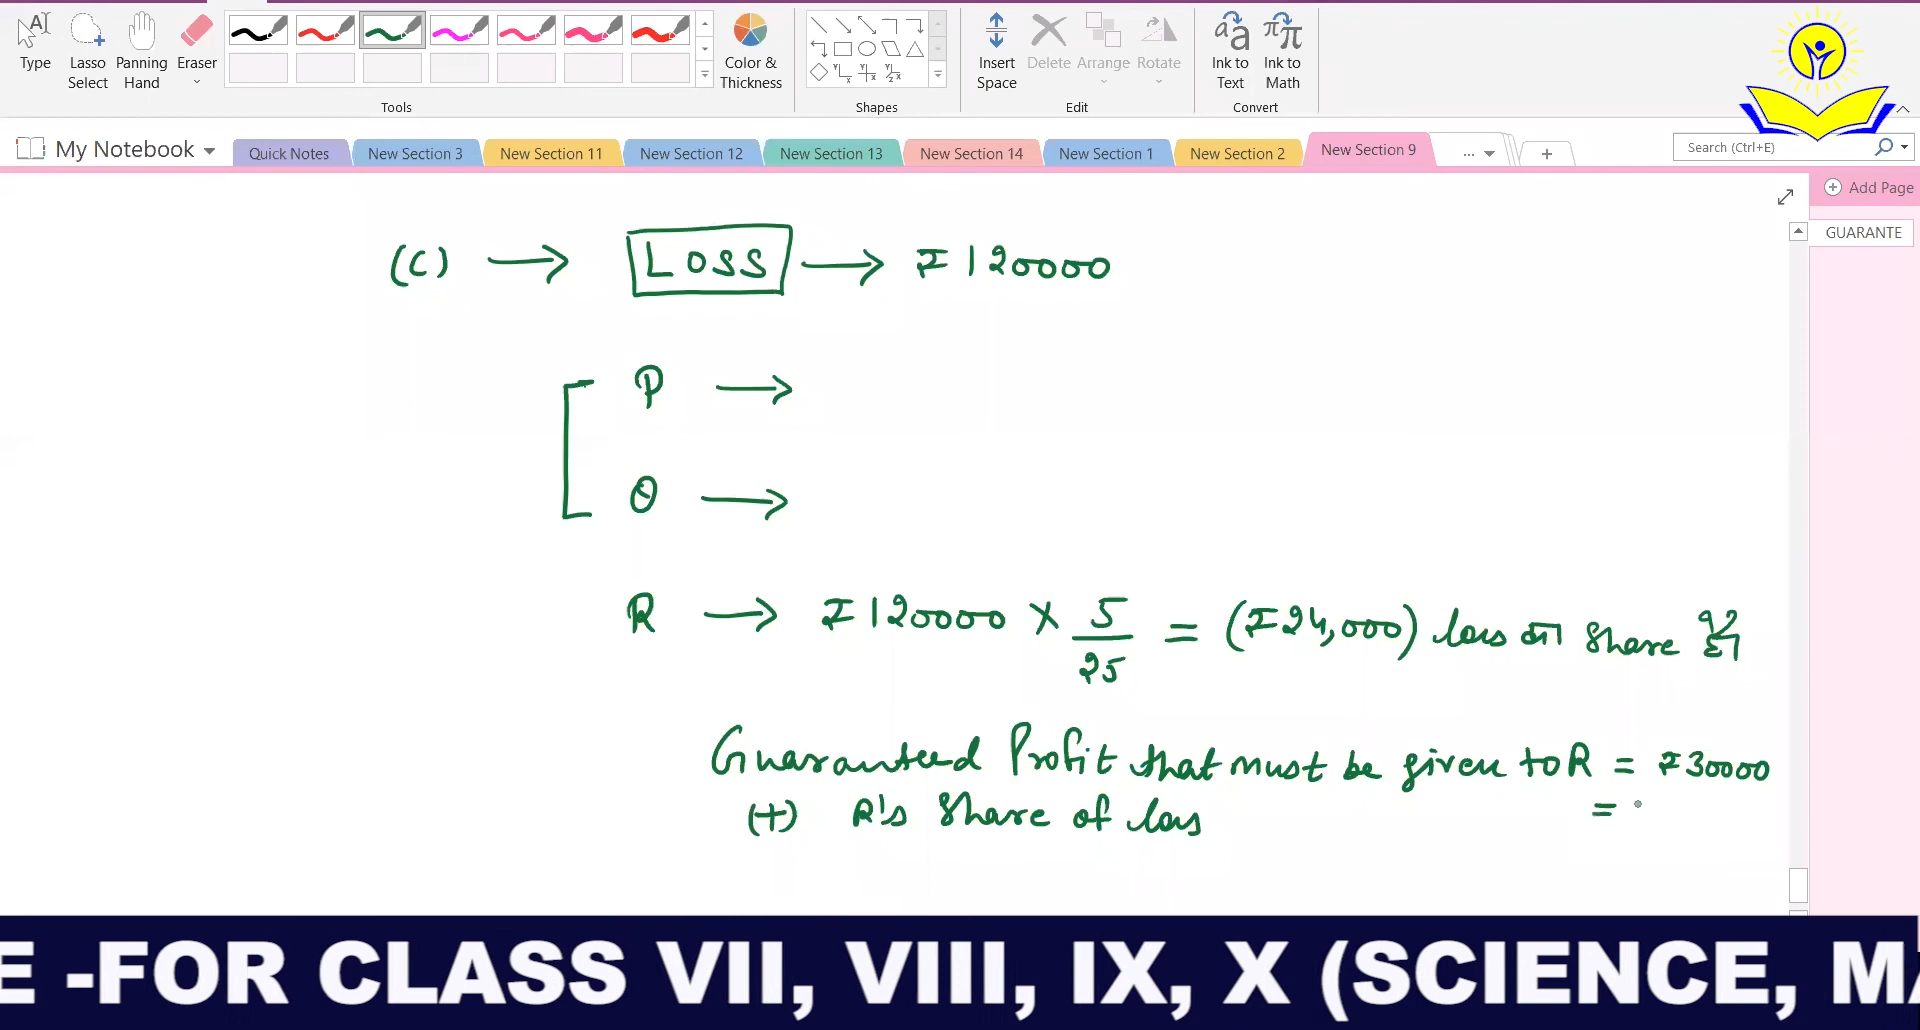 Type Lasso Select Panning Hand Eraser Color & Thickness Insert Space Delete Arrange Rotate Ink to Text Ink to Math
Tools Shapes Edit Convert
My Notebook Quick Notes New Section 3 New Section 11 New Section 12 New Section 13 New Section 14 New Section 1 New Section 2 New Section 9 ... + Search (Ctrl+E)
Add Page
GUARANTE
(C) → LOSS → ₹120000
P →
Q →
R → ₹120000 × 5/25 = (₹24,000) loss का share है
Guaranteed Profit that must be given to R = ₹30000
(+) R's Share of loss =
E -FOR CLASS VII, VIII, IX, X (SCIENCE, MA